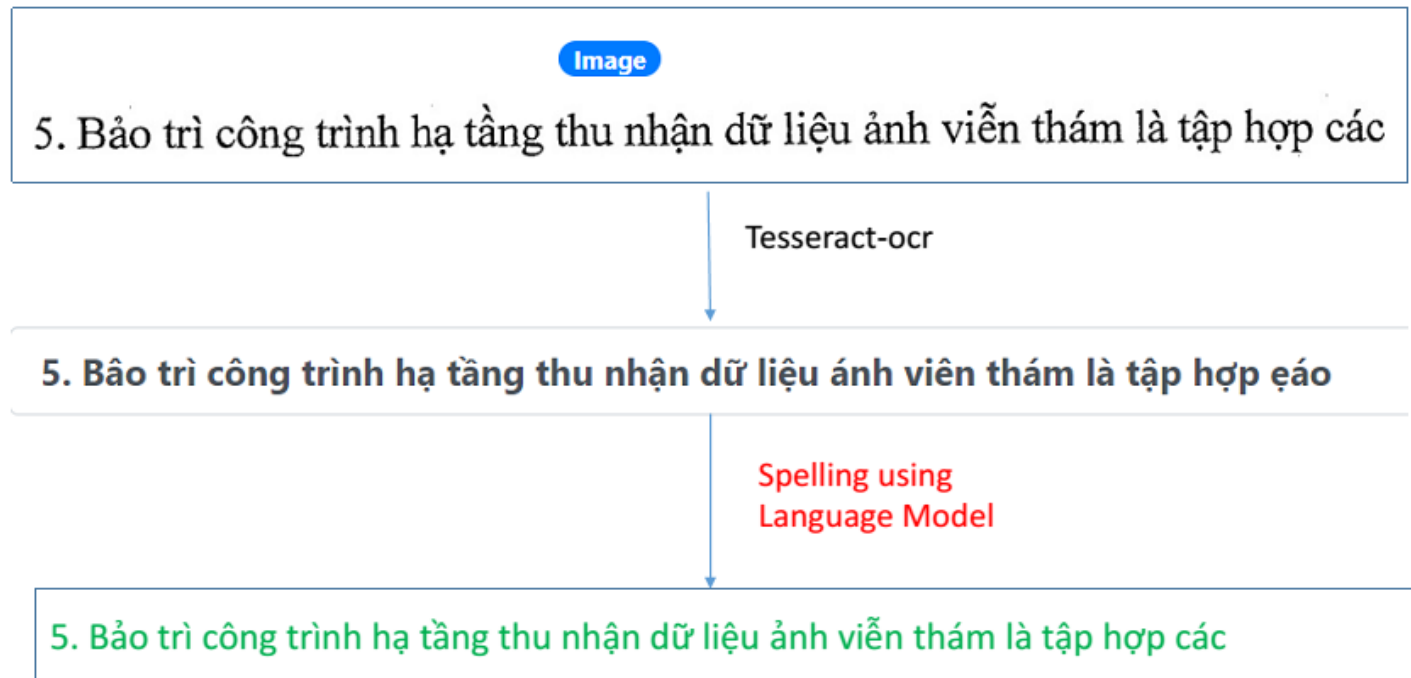 Image
5. Bảo trì công trình hạ tầng thu nhận dữ liệu ảnh viễn thám là tập hợp các
Tesseract-ocr
5. Bâo trì công trình hạ tầng thu nhận dữ liệu ánh viên thám là tập hợp ẹáo
Spelling using
Language Model
5. Bảo trì công trình hạ tầng thu nhận dữ liệu ảnh viễn thám là tập hợp các